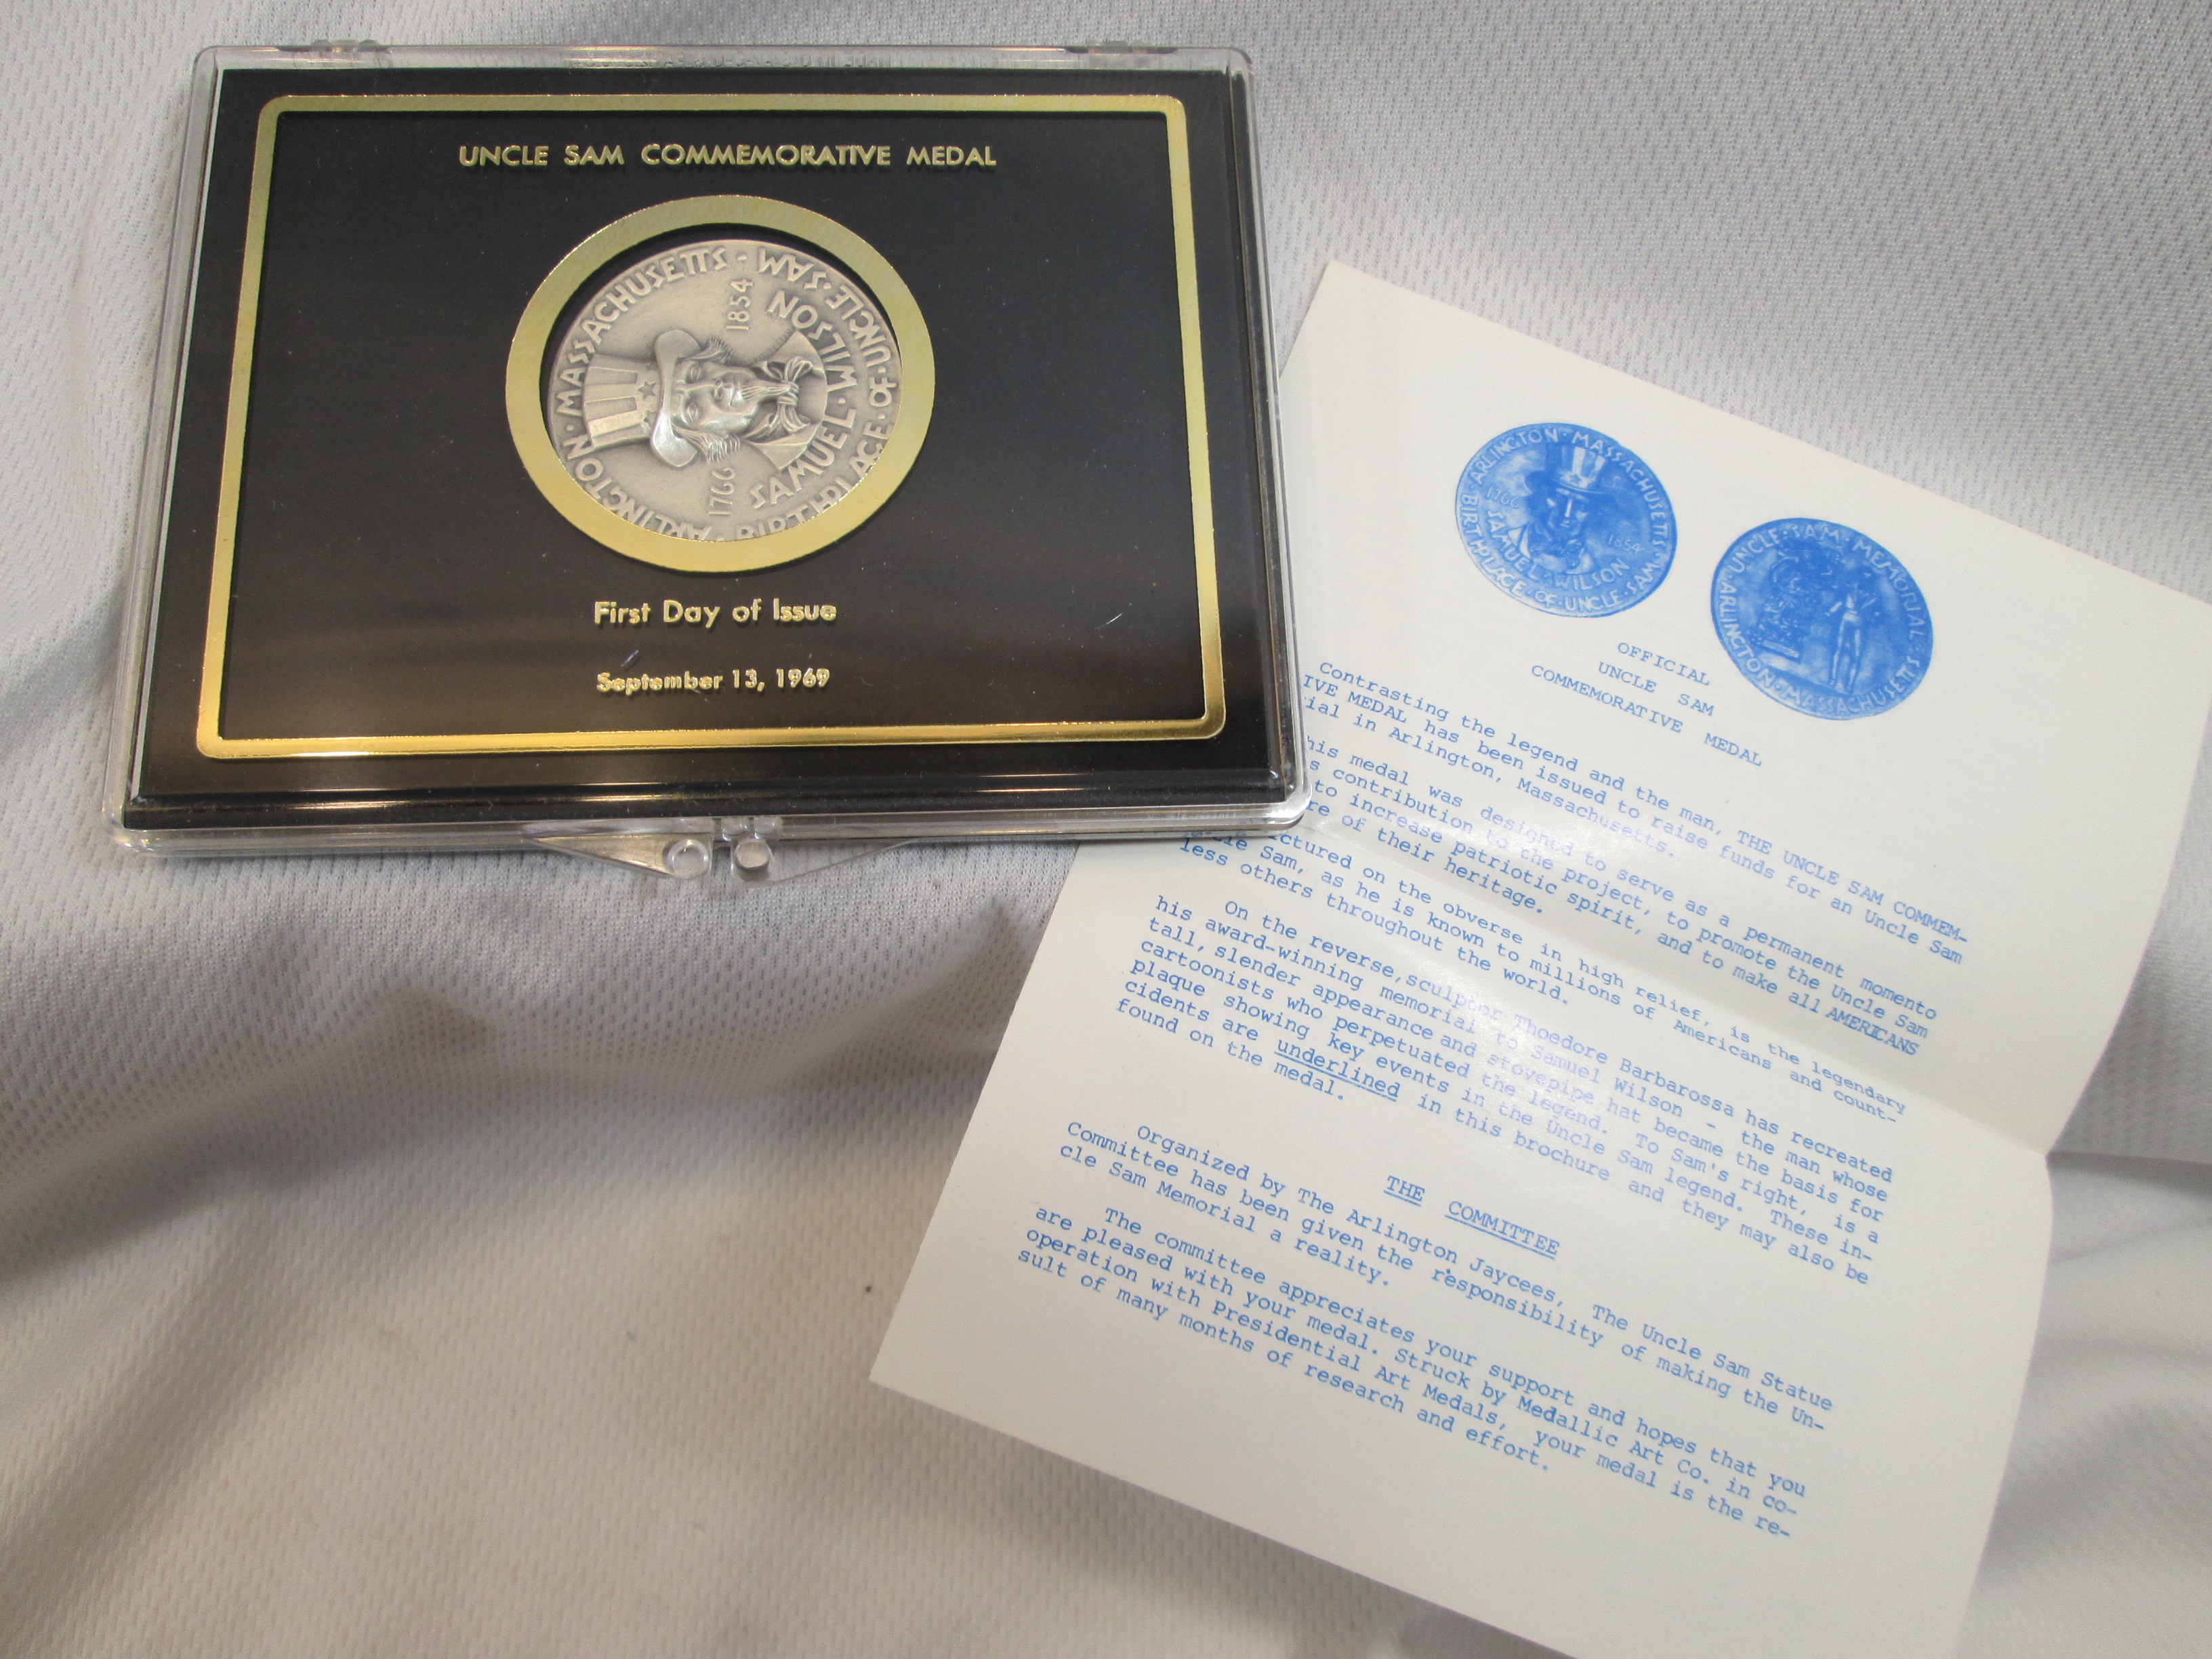 UNCLE SAM COMMEMORATIVE MEDAL
ARLINGTON · MASSACHUSETTS ·
1766 1854
SAMUEL · WILSON
BIRTHPLACE · OF · UNCLE · SAM ·
First Day of Issue
September 13, 1969
ARLINGTON · MASSACHUSETTS
1766 1854
SAMUEL · WILSON
BIRTHPLACE · OF · UNCLE · SAM ·
UNCLE · SAM · MEMORIAL ·
ARLINGTON · MASSACHUSETTS
OFFICIAL
UNCLE SAM
COMMEMORATIVE MEDAL
Contrasting the legend and the man, THE UNCLE SAM COMMEM-
IVE MEDAL has been issued to raise funds for an Uncle Sam
ial in Arlington, Massachusetts.
his medal was designed to serve as a permanent momento
s contribution to the project, to promote the Uncle Sam
to increase patriotic spirit, and to make all AMERICANS
re of their heritage.
ctured on the obverse in high relief, is the legendary
le Sam, as he is known to millions of Americans and count-
less others throughout the world.
On the reverse, sculptor Thoedore Barbarossa has recreated
his award-winning memorial to Samuel Wilson - the man whose
tall, slender appearance and stovepipe hat became the basis for
cartoonists who perpetuated the legend. To Sam's right, is a
plaque showing key events in the Uncle Sam legend. These in-
cidents are underlined in this brochure and they may also be
found on the medal.
THE COMMITTEE
Organized by The Arlington Jaycees, The Uncle Sam Statue
Committee has been given the responsibility of making the Un-
cle Sam Memorial a reality.
The committee appreciates your support and hopes that you
are pleased with your medal. Struck by Medallic Art Co. in co-
operation with Presidential Art Medals, your medal is the re-
sult of many months of research and effort.